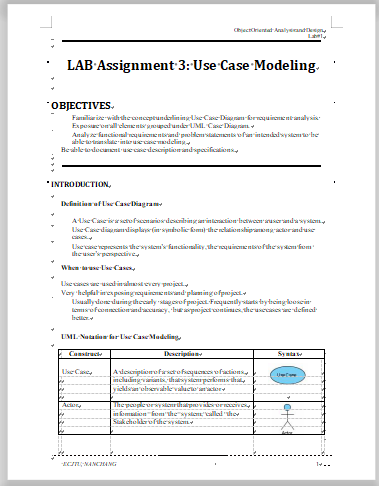 Object Oriented Analysis and Design
Lab#1
LAB Assignment 3: Use Case Modeling
OBJECTIVES
Familiarize with the concept underlining Use Case Diagram for requirements analysis
Exposure on all elements grouped under UML Use Case Diagram.
Analyze functional requirements and problem statements of an intended system to be
able to translate into use case modeling.
Be able to document use case description and specifications.
INTRODUCTION
Definition of Use Case Diagram
A Use Case is a set of scenarios describing an interaction between a user and a system.
Use Case diagram displays (in symbolic form) the relationship among actor and use
cases.
Use case represents the system's functionality, the requirements of the system from
the user's perspective.
When to use Use Cases.
Use cases are used in almost every project.
Very helpful in exposing requirements and planning of project.
Usually done during the early stages of project. Frequently starts by being loose in
terms of connection and accuracy, but as project continues, the use cases are defined
better.
UML Notation for Use Case Modeling
Construct Description Syntax
Use Case A description of a set of sequences of actions, Use Case
including variants, that system performs that
yields an observable value to an actor
Actor The people or system that provides or receives
information from the system; called the
Stakeholder of the system.
Actor
ECJTU, NANCHANG 1